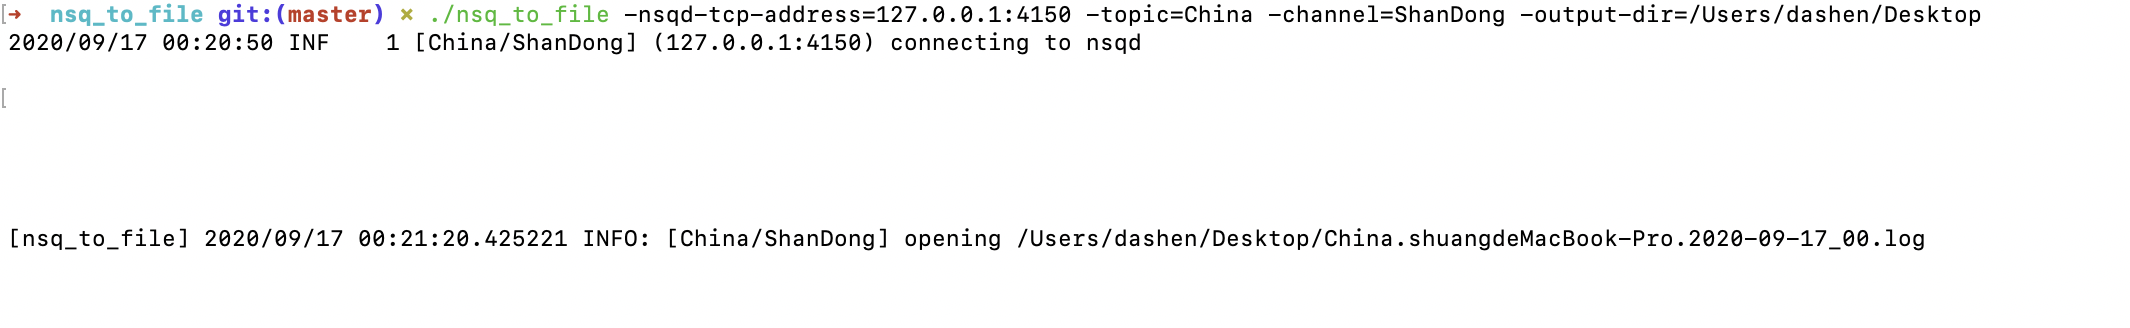 [➜  nsq_to_file git:(master) ✗ ./nsq_to_file -nsqd-tcp-address=127.0.0.1:4150 -topic=China -channel=ShanDong -output-dir=/Users/dashen/Desktop
2020/09/17 00:20:50 INF    1 [China/ShanDong] (127.0.0.1:4150) connecting to nsqd
[
[nsq_to_file] 2020/09/17 00:21:20.425221 INFO: [China/ShanDong] opening /Users/dashen/Desktop/China.shuangdeMacBook-Pro.2020-09-17_00.log